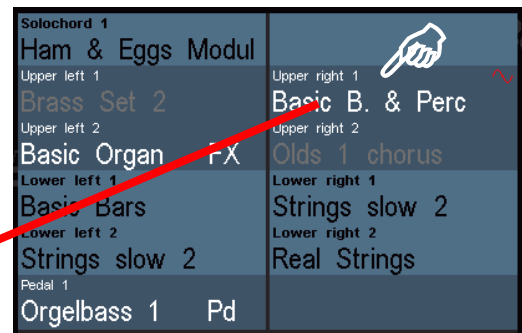 Solochord 1
Ham & Eggs Modul
Upper left 1
Brass Set 2
Upper right 1
Basic B. & Perc
Upper left 2
Basic Organ FX
Upper right 2
Olds 1 chorus
Lower left 1
Basic Bars
Lower right 1
Strings slow 2
Lower left 2
Strings slow 2
Lower right 2
Real Strings
Pedal 1
Orgelbass 1 Pd